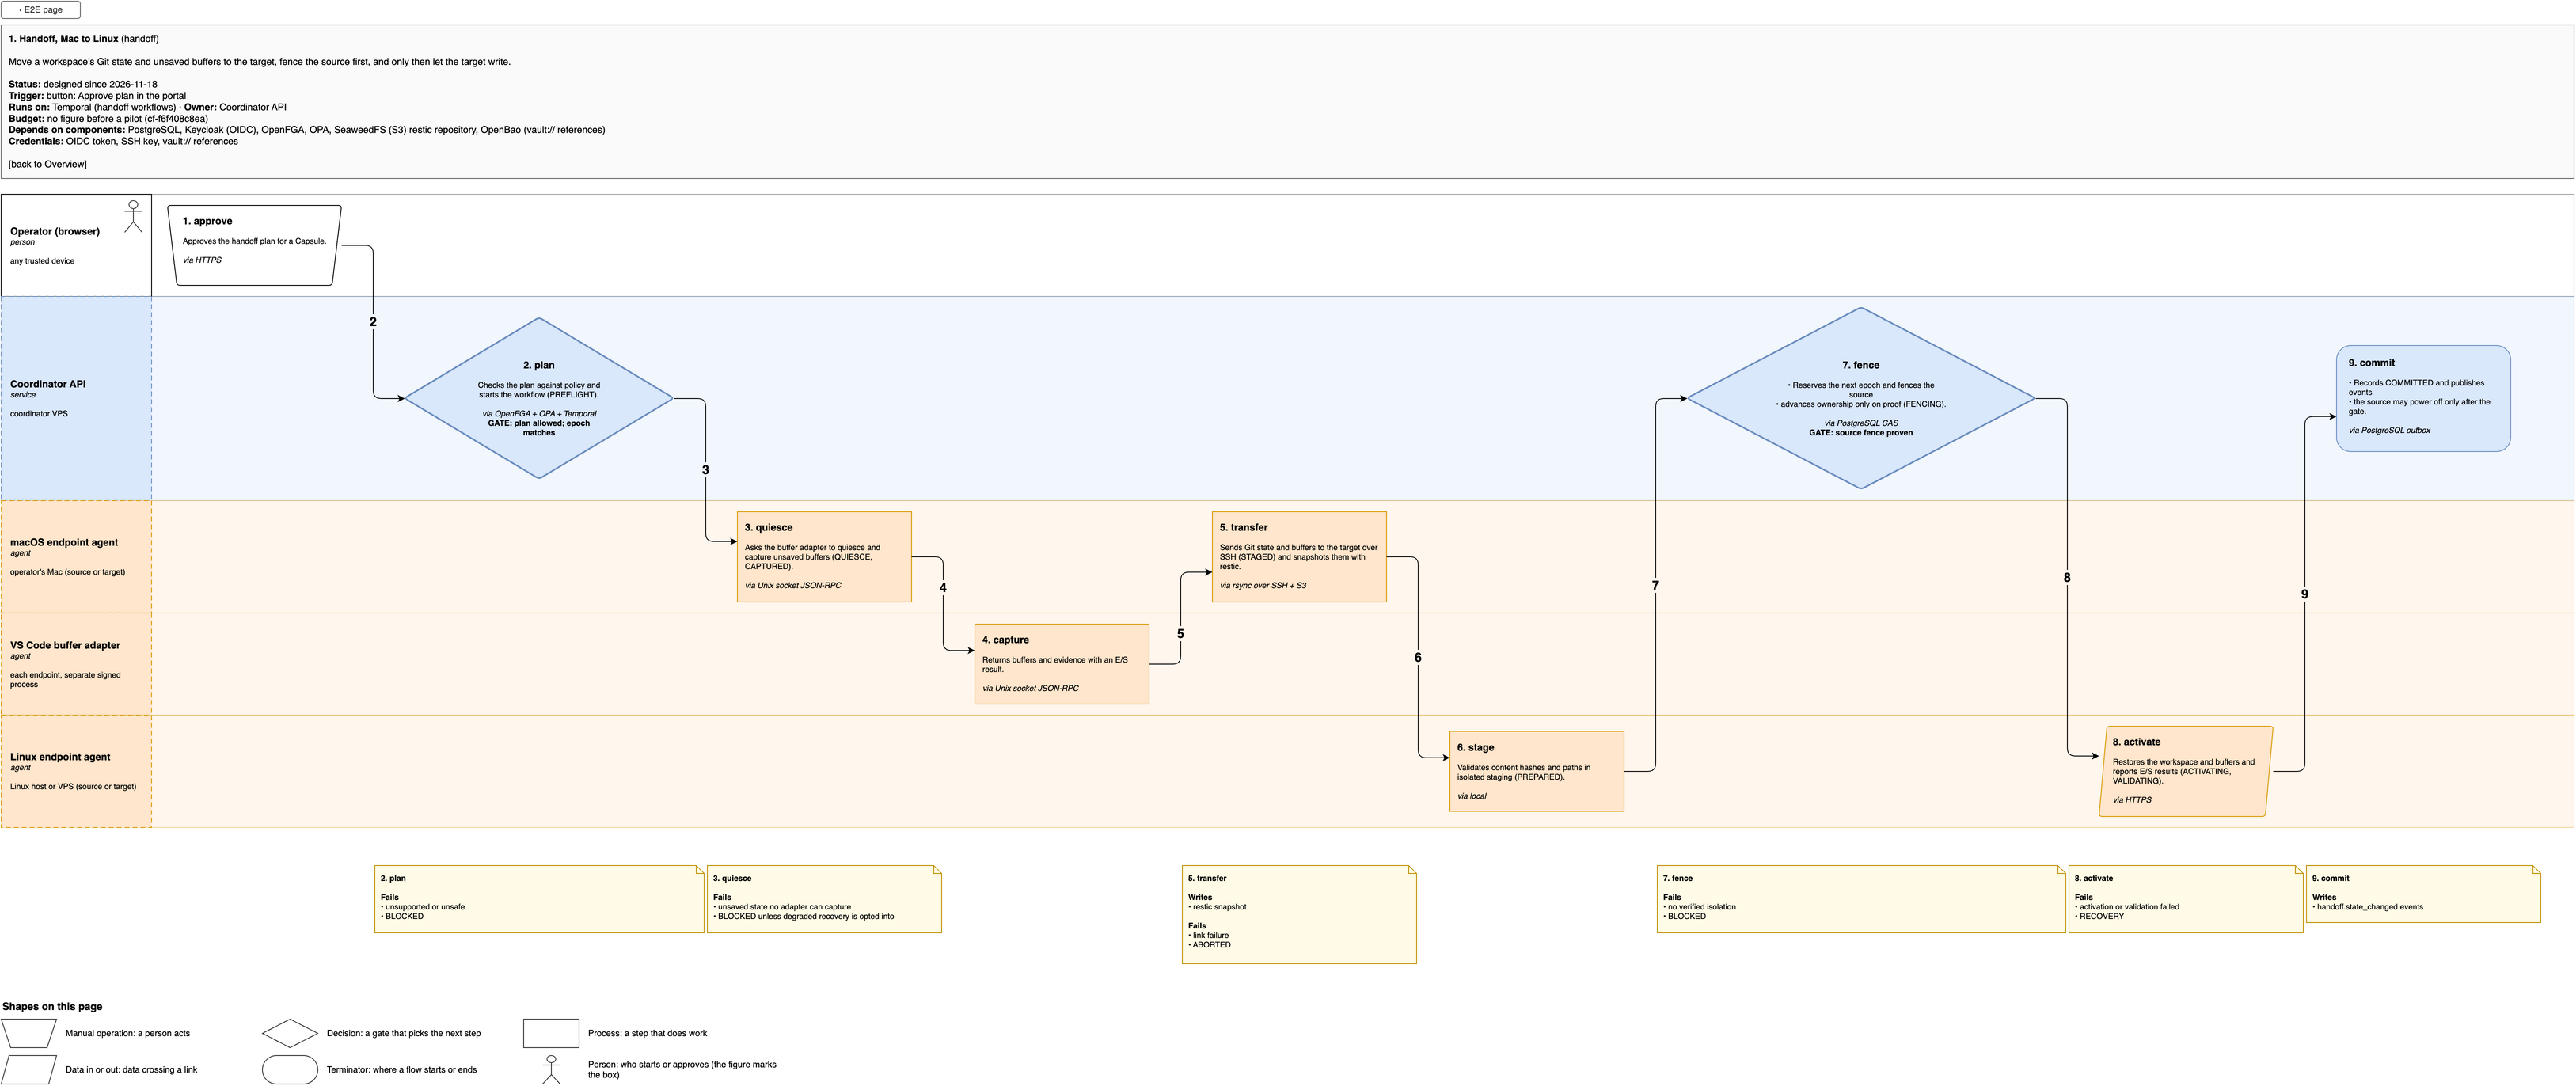 ‹ E2E page
1. Handoff, Mac to Linux (handoff)
Move a workspace's Git state and unsaved buffers to the target, fence the source first, and only then let the target write.
Status: designed since 2026-11-18
Trigger: button: Approve plan in the portal
Runs on: Temporal (handoff workflows) · Owner: Coordinator API
Budget: no figure before a pilot (cf-f6f408c8ea)
Depends on components: PostgreSQL, Keycloak (OIDC), OpenFGA, OPA, SeaweedFS (S3) restic repository, OpenBao (vault:// references)
Credentials: OIDC token, SSH key, vault:// references
[back to Overview]
Operator (browser)
person
any trusted device
1. approve
Approves the handoff plan for a Capsule.
via HTTPS
2
Coordinator API
service
coordinator VPS
2. plan
Checks the plan against policy and
starts the workflow (PREFLIGHT).
via OpenFGA + OPA + Temporal
GATE: plan allowed; epoch
matches
3
7. fence
• Reserves the next epoch and fences the
source
• advances ownership only on proof (FENCING).
via PostgreSQL CAS
GATE: source fence proven
9. commit
• Records COMMITTED and publishes
events
• the source may power off only after the
gate.
via PostgreSQL outbox
macOS endpoint agent
agent
operator's Mac (source or target)
3. quiesce
Asks the buffer adapter to quiesce and
capture unsaved buffers (QUIESCE,
CAPTURED).
via Unix socket JSON-RPC
4
5. transfer
Sends Git state and buffers to the target over
SSH (STAGED) and snapshots them with
restic.
via rsync over SSH + S3
7
8
9
VS Code buffer adapter
agent
each endpoint, separate signed
process
4. capture
Returns buffers and evidence with an E/S
result.
via Unix socket JSON-RPC
5
6
Linux endpoint agent
agent
Linux host or VPS (source or target)
6. stage
Validates content hashes and paths in
isolated staging (PREPARED).
via local
8. activate
Restores the workspace and buffers and
reports E/S results (ACTIVATING,
VALIDATING).
via HTTPS
2. plan
Fails
• unsupported or unsafe
• BLOCKED
3. quiesce
Fails
• unsaved state no adapter can capture
• BLOCKED unless degraded recovery is opted into
5. transfer
Writes
• restic snapshot
Fails
• link failure
• ABORTED
7. fence
Fails
• no verified isolation
• BLOCKED
8. activate
Fails
• activation or validation failed
• RECOVERY
9. commit
Writes
• handoff.state_changed events
Shapes on this page
Manual operation: a person acts
Decision: a gate that picks the next step
Process: a step that does work
Data in or out: data crossing a link
Terminator: where a flow starts or ends
Person: who starts or approves (the figure marks
the box)